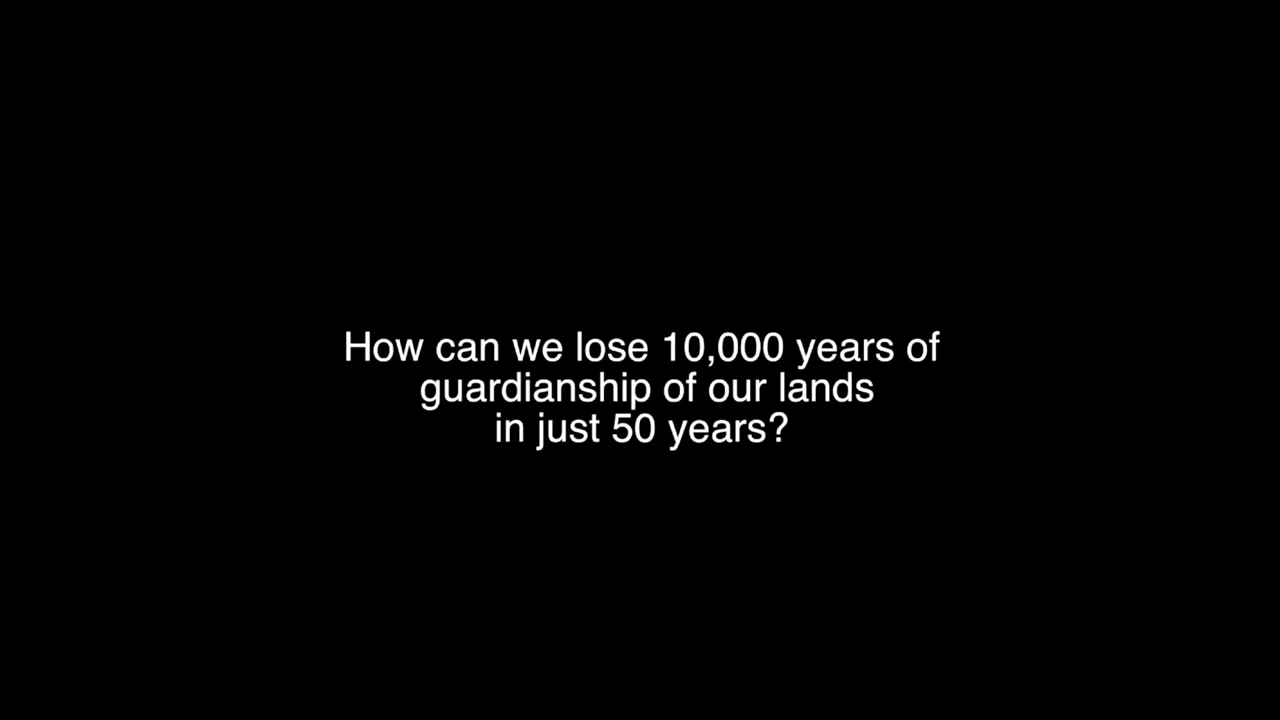 How can we lose 10,000 years of
guardianship of our lands
in just 50 years?